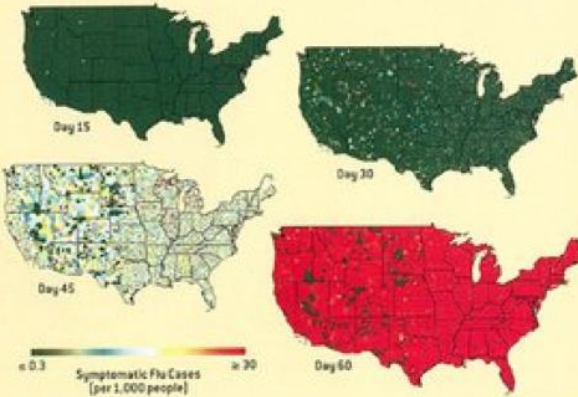 Day 15
Day 30
Day 45
Day 60
≤ 0.3
≥ 30
Symptomatic Flu Cases
(per 1,000 people)